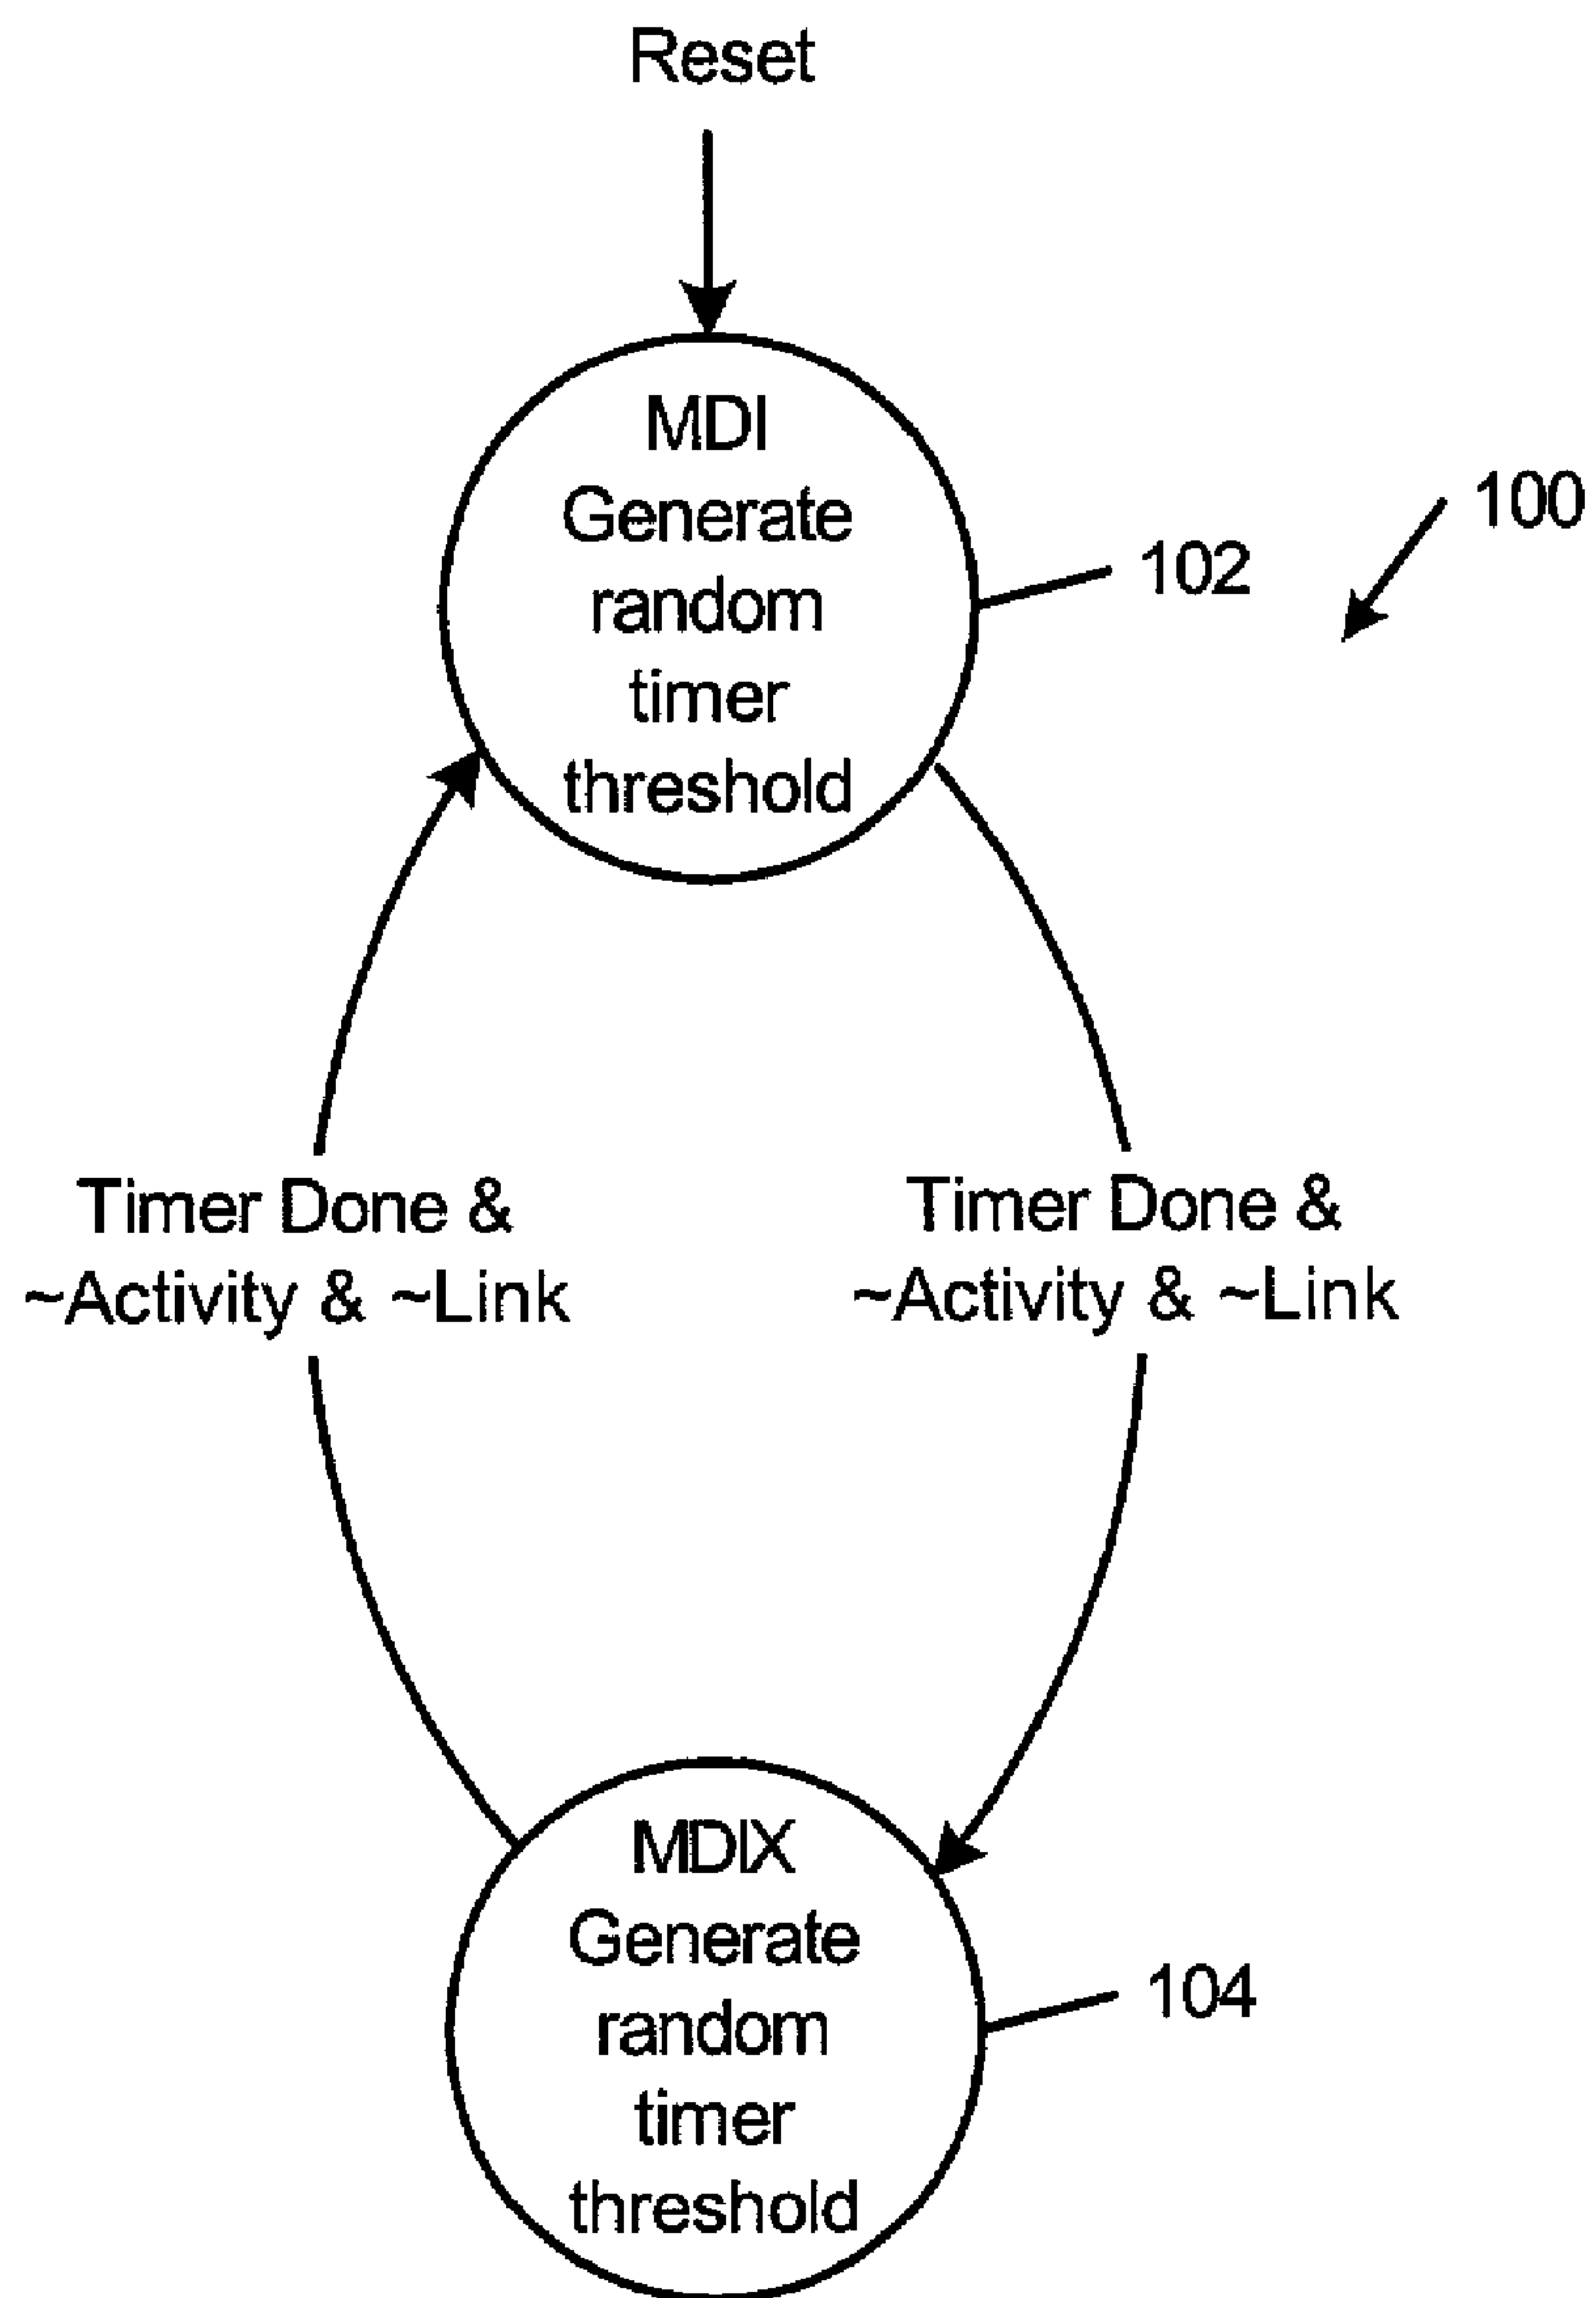 Reset
MDI
Generate
random
timer
threshold
100
102
Timer Done &
~Activity & ~Link
Timer Done &
~Activity & ~Link
MDIX
Generate
random
timer
threshold
104